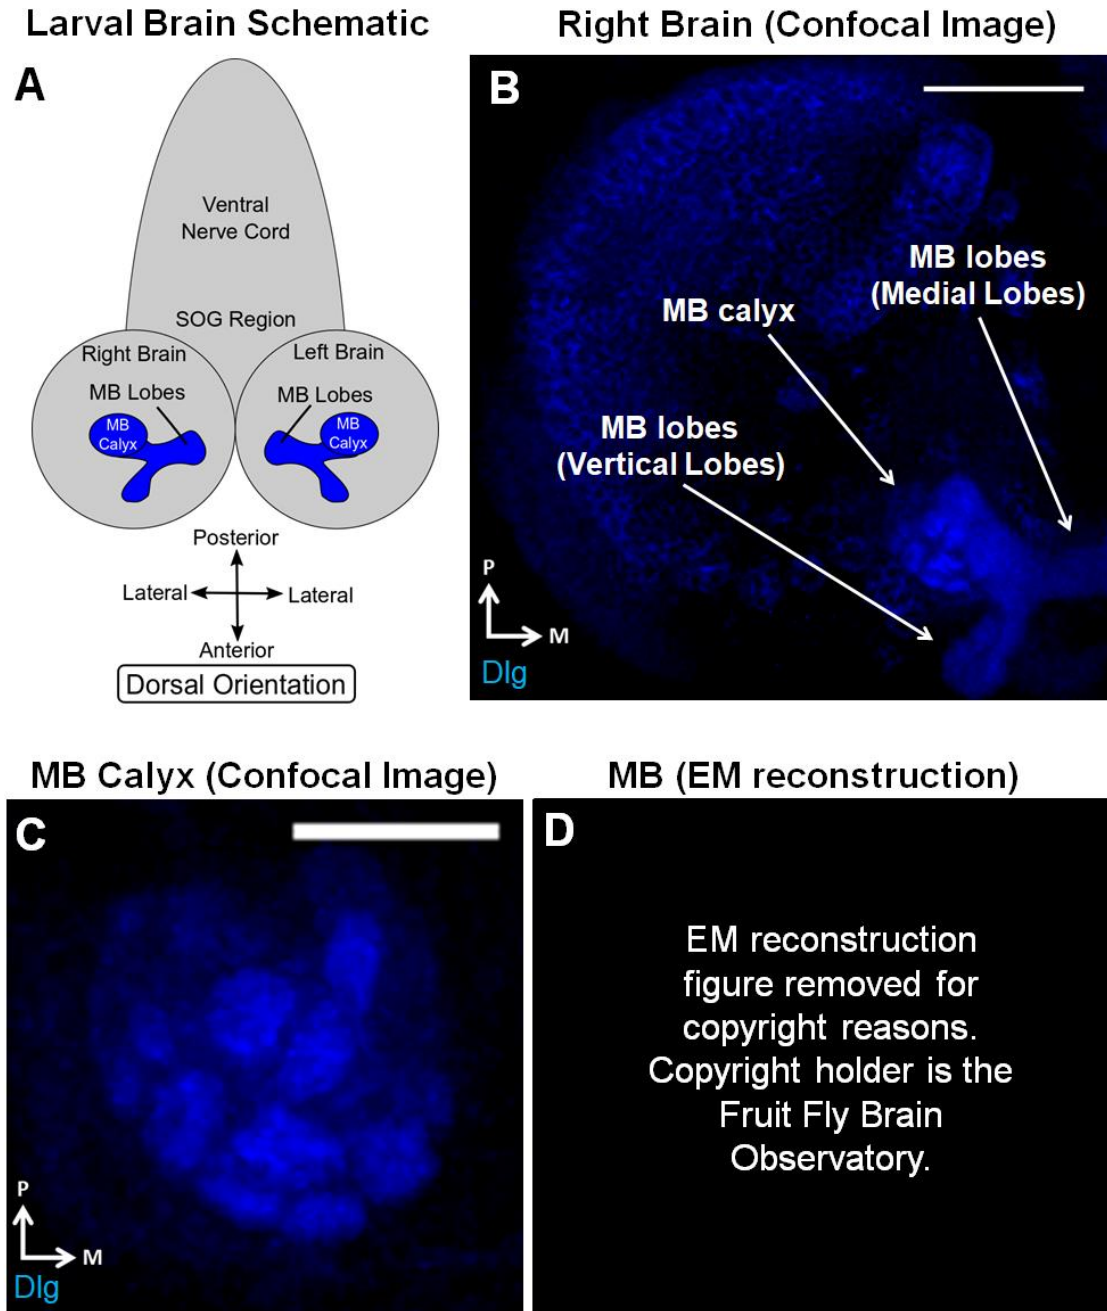 Larval Brain Schematic
Right Brain (Confocal Image)
A
Ventral
Nerve Cord
SOG Region
Right Brain
Left Brain
MB Lobes
MB Lobes
MB
Calyx
MB
Calyx
Posterior
Lateral
Lateral
Anterior
Dorsal Orientation
B
MB lobes
(Medial Lobes)
MB calyx
MB lobes
(Vertical Lobes)
P
M
Dlg
MB Calyx (Confocal Image)
MB (EM reconstruction)
C
P
M
Dlg
D
EM reconstruction
figure removed for
copyright reasons.
Copyright holder is the
Fruit Fly Brain
Observatory.